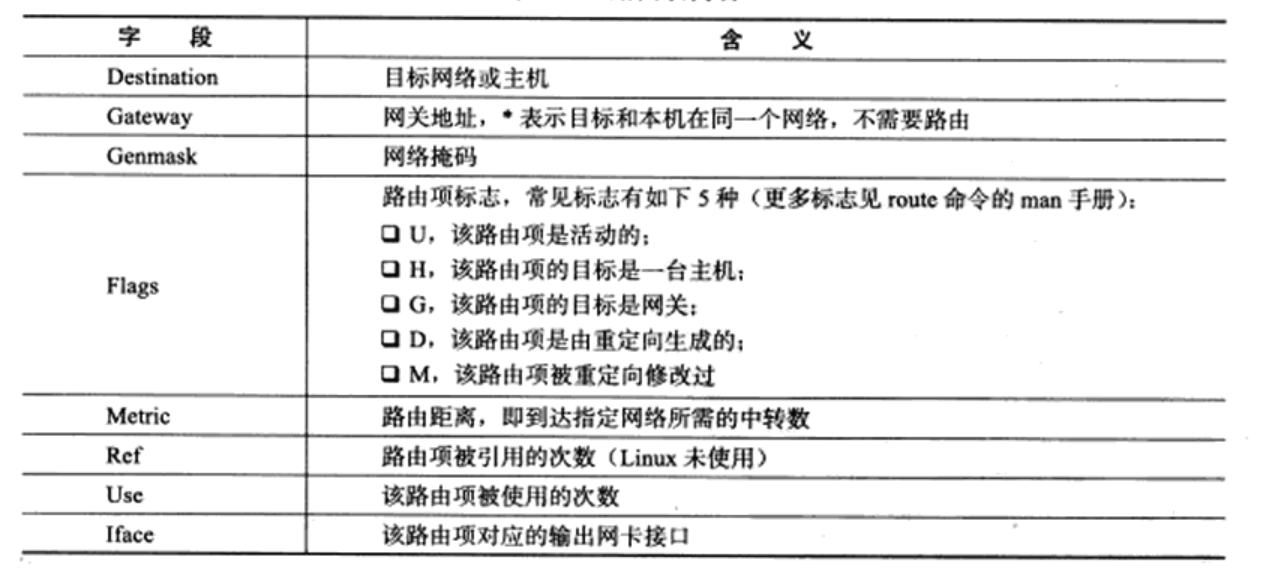 字 段 含 义
Destination 目标网络或主机
Gateway 网关地址，* 表示目标和本机在同一个网络，不需要路由
Genmask 网络掩码
Flags
路由项标志，常见标志有如下 5 种（更多标志见 route 命令的 man 手册）：
❑ U，该路由项是活动的；
❑ H，该路由项的目标是一台主机；
❑ G，该路由项的目标是网关；
❑ D，该路由项是由重定向生成的；
❑ M，该路由项被重定向修改过
Metric 路由距离，即到达指定网络所需的中转数
Ref 路由项被引用的次数（Linux 未使用）
Use 该路由项被使用的次数
Iface 该路由项对应的输出网卡接口